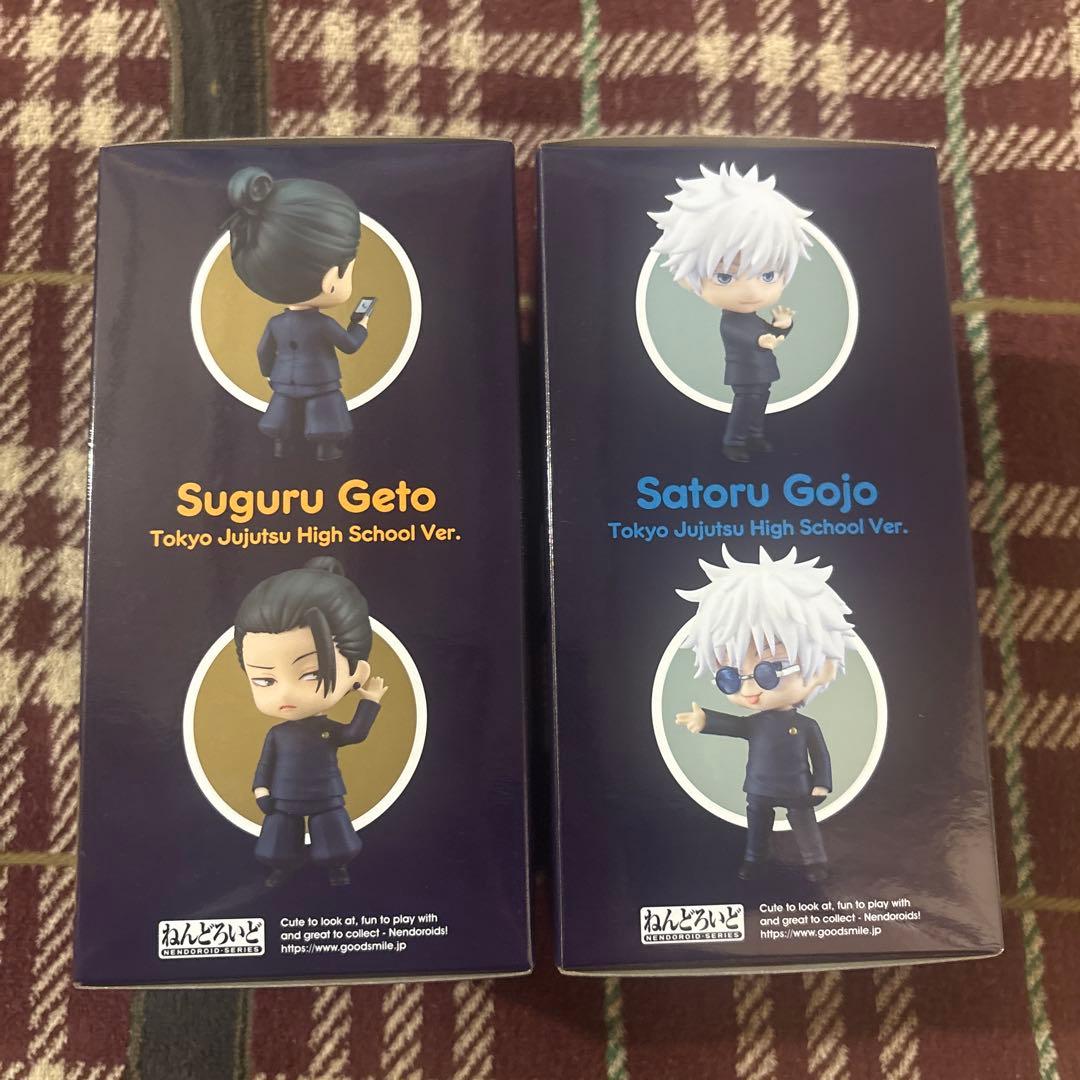 Suguru Geto
Tokyo Jujutsu High School Ver.
ねんどろいど
NENDOROID-SERIES
Cute to look at, fun to play with
and great to collect - Nendoroids!
https://www.goodsmile.jp
Satoru Gojo
Tokyo Jujutsu High School Ver.
ねんどろいど
NENDOROID-SERIES
Cute to look at, fun to play with
and great to collect - Nendoroids!
https://www.goodsmile.jp